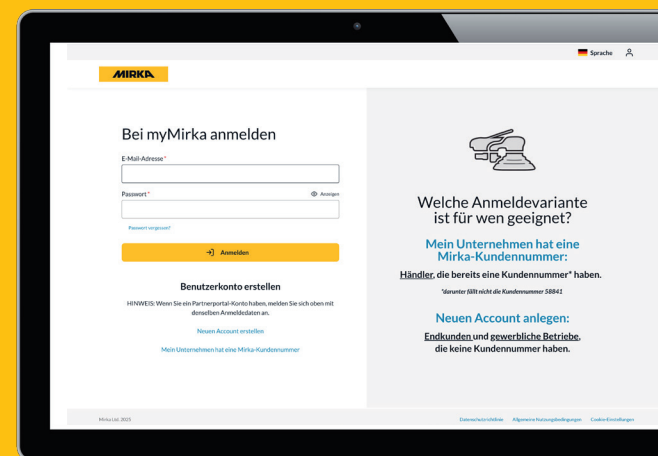 Sprache
MIRKA
Bei myMirka anmelden
E-Mail-Adresse*
Passwort*
Anzeigen
Passwort vergessen?
Anmelden
Benutzerkonto erstellen
HINWEIS: Wenn Sie ein Partnerportal-Konto haben, melden Sie sich oben mit
denselben Anmeldedaten an.
Neuen Account erstellen
Mein Unternehmen hat eine Mirka-Kundennummer
Welche Anmeldevariante
ist für wen geeignet?
Mein Unternehmen hat eine
Mirka-Kundennummer:
Händler, die bereits eine Kundennummer* haben.
*darunter fällt nicht die Kundennummer 58841
Neuen Account anlegen:
Endkunden und gewerbliche Betriebe,
die keine Kundennummer haben.
Mirka Ltd. 2025
Datenschutzrichtlinie
Allgemeine Nutzungsbedingungen
Cookie-Einstellungen